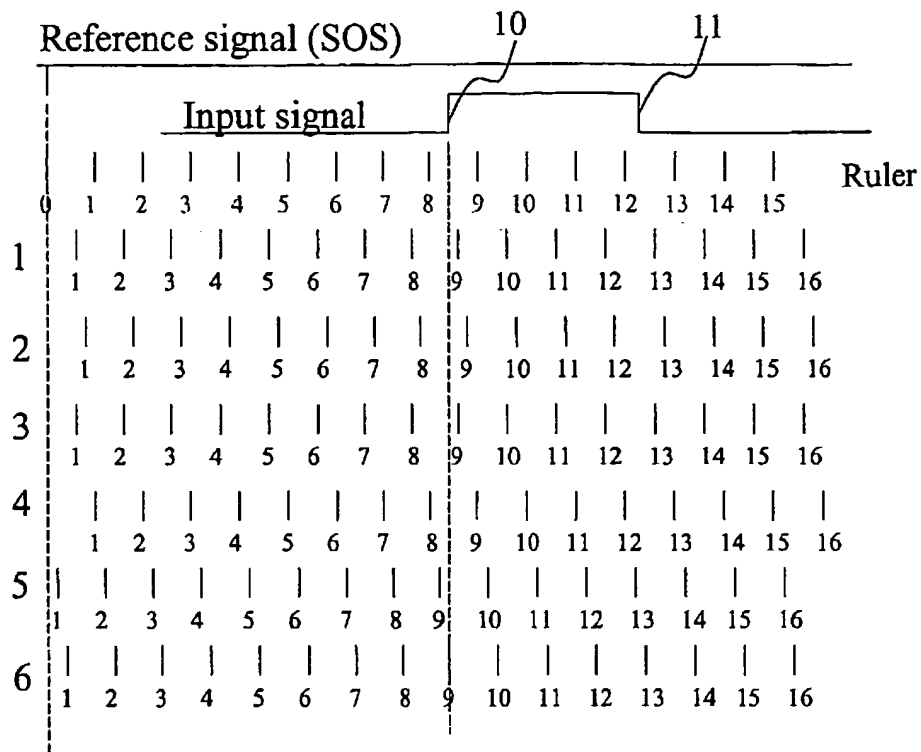 10 11
Reference signal (SOS)
Input signal
Ruler
0 1 2 3 4 5 6 7 8 9 10 11 12 13 14 15
1
1 2 3 4 5 6 7 8 9 10 11 12 13 14 15 16
2
1 2 3 4 5 6 7 8 9 10 11 12 13 14 15 16
3
1 2 3 4 5 6 7 8 9 10 11 12 13 14 15 16
4
1 2 3 4 5 6 7 8 9 10 11 12 13 14 15 16
5
1 2 3 4 5 6 7 8 9 10 11 12 13 14 15 16
6
1 2 3 4 5 6 7 8 9 10 11 12 13 14 15 16